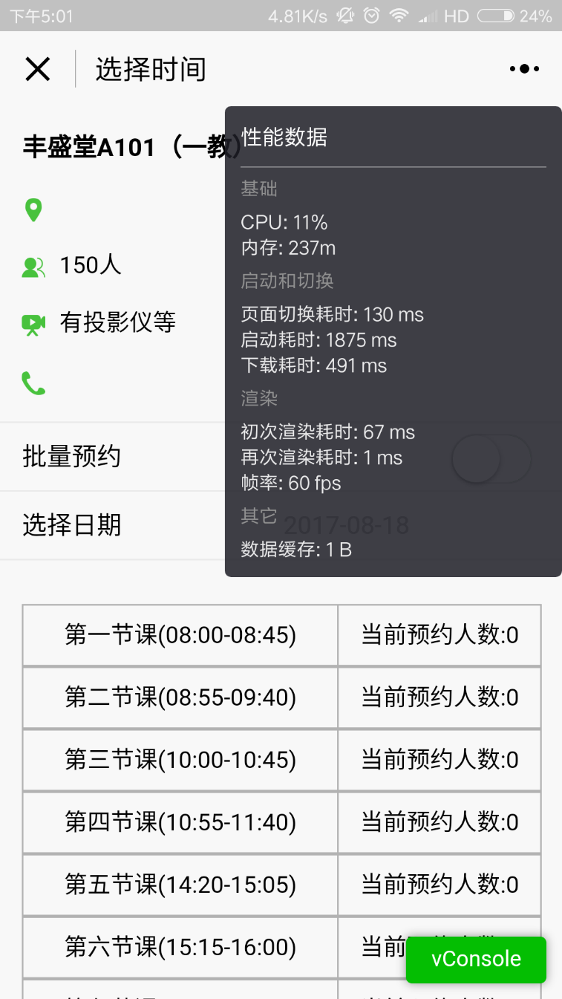 下午5:01 4.81K/s HD 24%
选择时间
丰盛堂A101（一教）
150人
有投影仪等
批量预约
选择日期 2017-08-18
性能数据
基础
CPU: 11%
内存: 237m
启动和切换
页面切换耗时: 130 ms
启动耗时: 1875 ms
下载耗时: 491 ms
渲染
初次渲染耗时: 67 ms
再次渲染耗时: 1 ms
帧率: 60 fps
其它
数据缓存: 1 B
第一节课(08:00-08:45) 当前预约人数:0
第二节课(08:55-09:40) 当前预约人数:0
第三节课(10:00-10:45) 当前预约人数:0
第四节课(10:55-11:40) 当前预约人数:0
第五节课(14:20-15:05) 当前预约人数:0
第六节课(15:15-16:00) 当前
vConsole